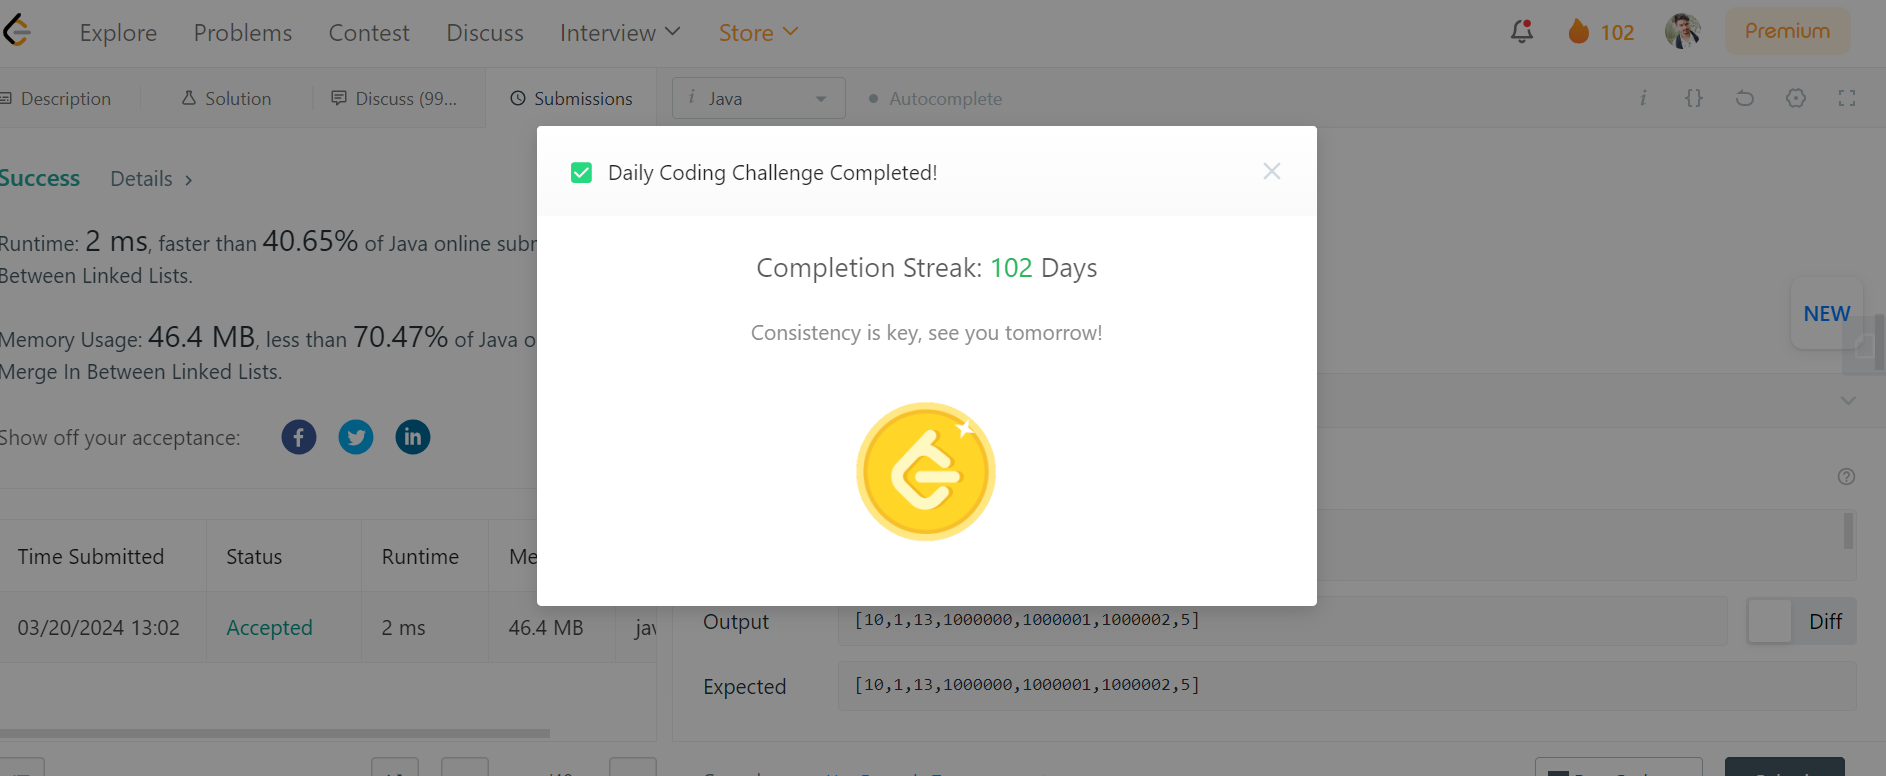 Explore Problems Contest Discuss Interview Store 102 Premium
Description Solution Discuss (99... Submissions i Java Autocomplete i {}
Daily Coding Challenge Completed!
Success Details >
Completion Streak: 102 Days
Runtime: 2 ms, faster than 40.65% of Java online
Between Linked Lists.
Consistency is key, see you tomorrow!
NEW
Memory Usage: 46.4 MB, less than 70.47% of Java
Merge In Between Linked Lists.
Show off your acceptance:
Time Submitted Status Runtime
03/20/2024 13:02 Accepted 2 ms 46.4 MB
Output [10,1,13,1000000,1000001,1000002,5] Diff
Expected [10,1,13,1000000,1000001,1000002,5]